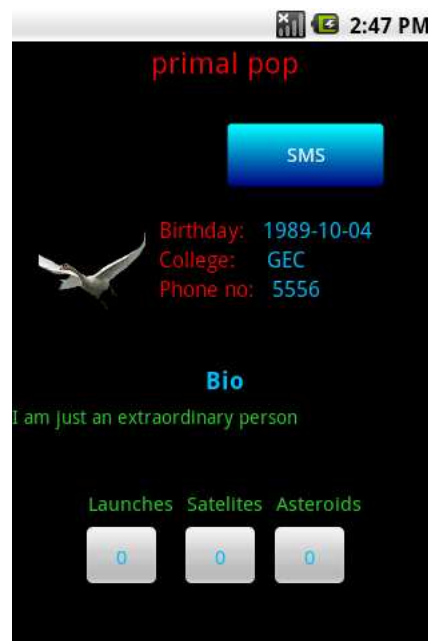 2:47 PM
primal pop
SMS
Birthday: 1989-10-04
College: GEC
Phone no: 5556
Bio
I am just an extraordinary person
Launches Satelites Asteroids
0 0 0